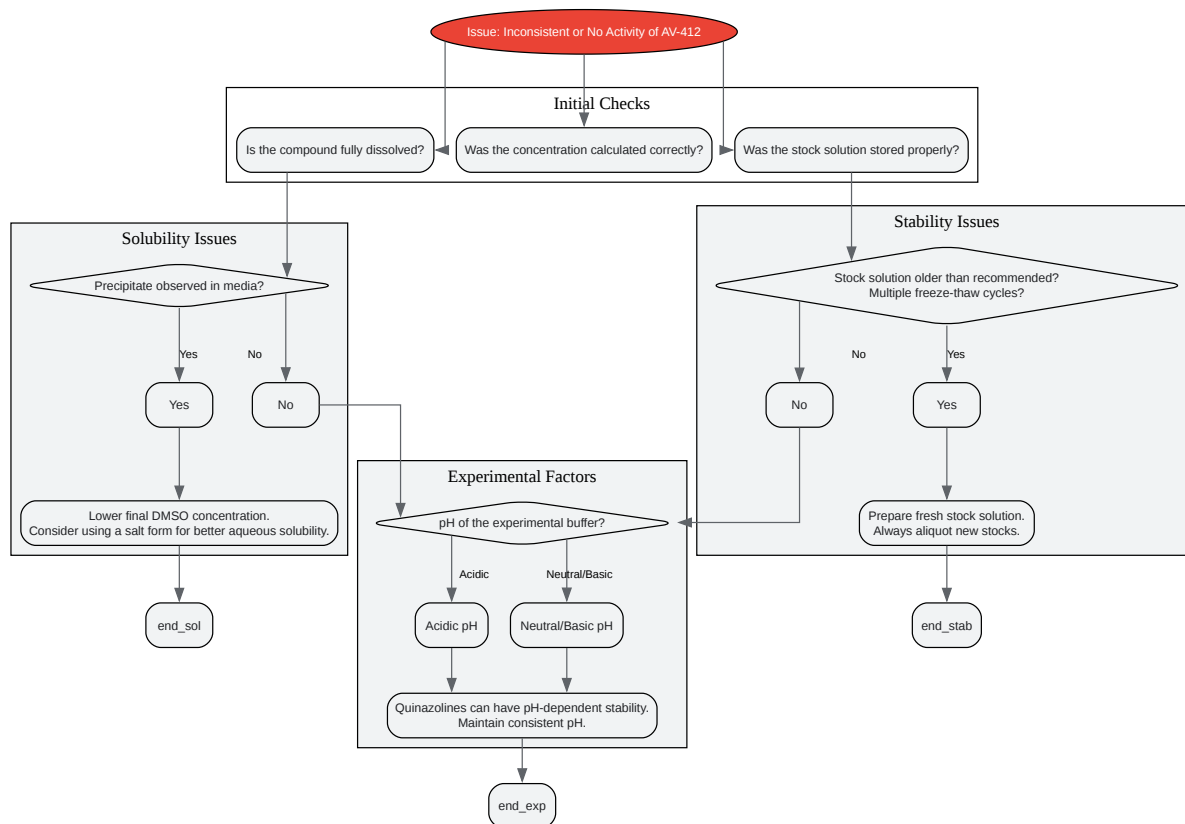 Issue: Inconsistent or No Activity of AV-412
Initial Checks
Is the compound fully dissolved?
Was the concentration calculated correctly?
Was the stock solution stored properly?
Solubility Issues
Precipitate observed in media?
Yes
No
Yes
No
Lower final DMSO concentration.
Consider using a salt form for better aqueous solubility.
end_sol
Stability Issues
Stock solution older than recommended?
Multiple freeze-thaw cycles?
No
Yes
No
Yes
Prepare fresh stock solution.
Always aliquot new stocks.
end_stab
Experimental Factors
pH of the experimental buffer?
Acidic
Neutral/Basic
Acidic pH
Neutral/Basic pH
Quinazolines can have pH-dependent stability.
Maintain consistent pH.
end_exp